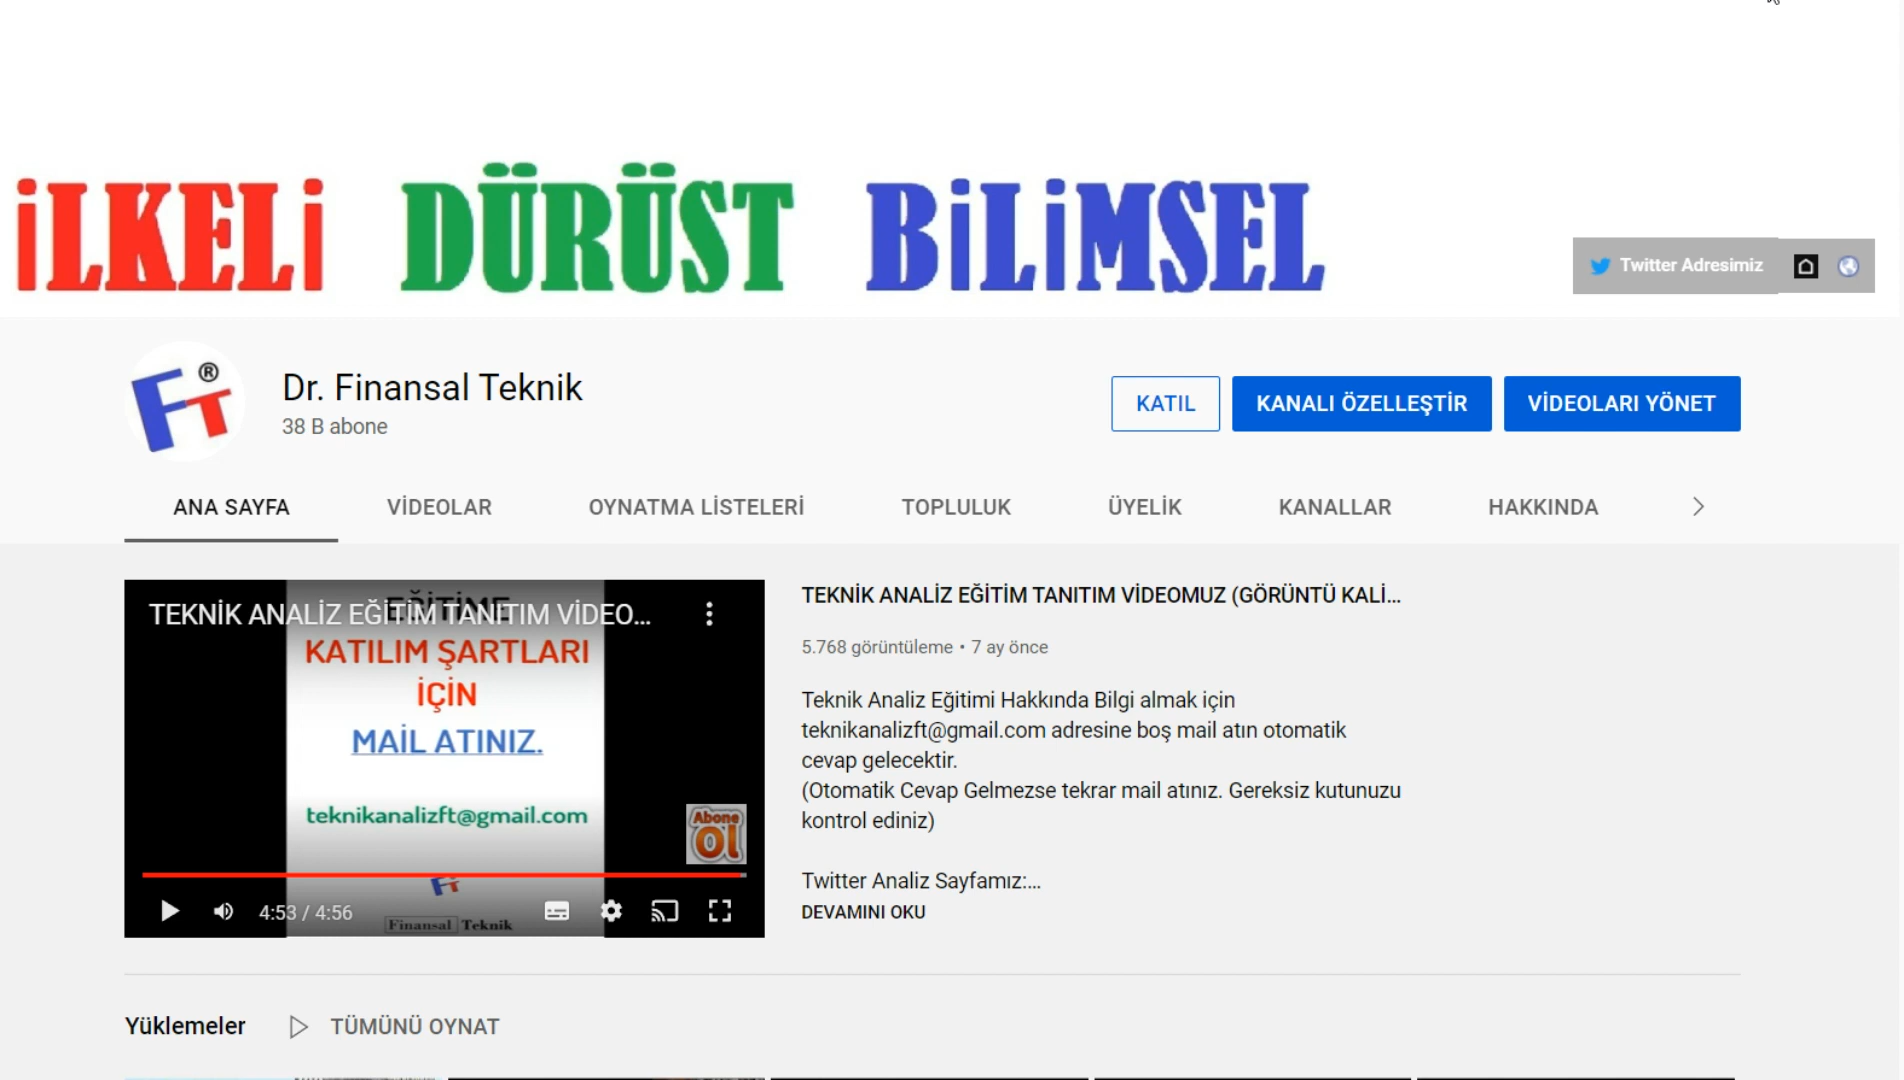 İLKELİ DÜRÜST BİLİMSEL
Twitter Adresimiz
FT ®
Dr. Finansal Teknik
38 B abone
KATIL
KANALI ÖZELLEŞTİR
VİDEOLARI YÖNET
ANA SAYFA
VİDEOLAR
OYNATMA LİSTELERİ
TOPLULUK
ÜYELİK
KANALLAR
HAKKINDA
TEKNİK ANALİZ EĞİTİM TANITIM VİDEO...
EĞİTİME
KATILIM ŞARTLARI
İÇİN
MAİL ATINIZ.
teknikanalizft@gmail.com
Abone
Ol
FT
4:53 / 4:56
Finansal Teknik
TEKNİK ANALİZ EĞİTİM TANITIM VİDEOMUZ (GÖRÜNTÜ KALİ...
5.768 görüntüleme • 7 ay önce
Teknik Analiz Eğitimi Hakkında Bilgi almak için
teknikanalizft@gmail.com adresine boş mail atın otomatik
cevap gelecektir.
(Otomatik Cevap Gelmezse tekrar mail atınız. Gereksiz kutunuzu
kontrol ediniz)
Twitter Analiz Sayfamız:...
DEVAMINI OKU
Yüklemeler
TÜMÜNÜ OYNAT